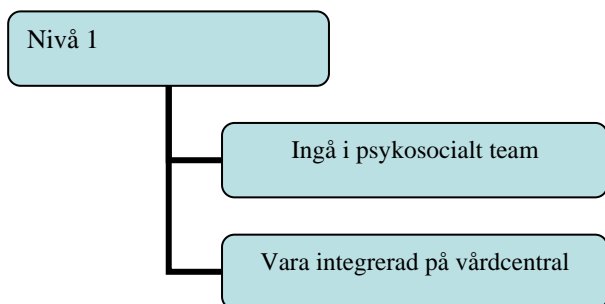 Nivå 1
Ingå i psykosocialt team
Vara integrerad på vårdcentral